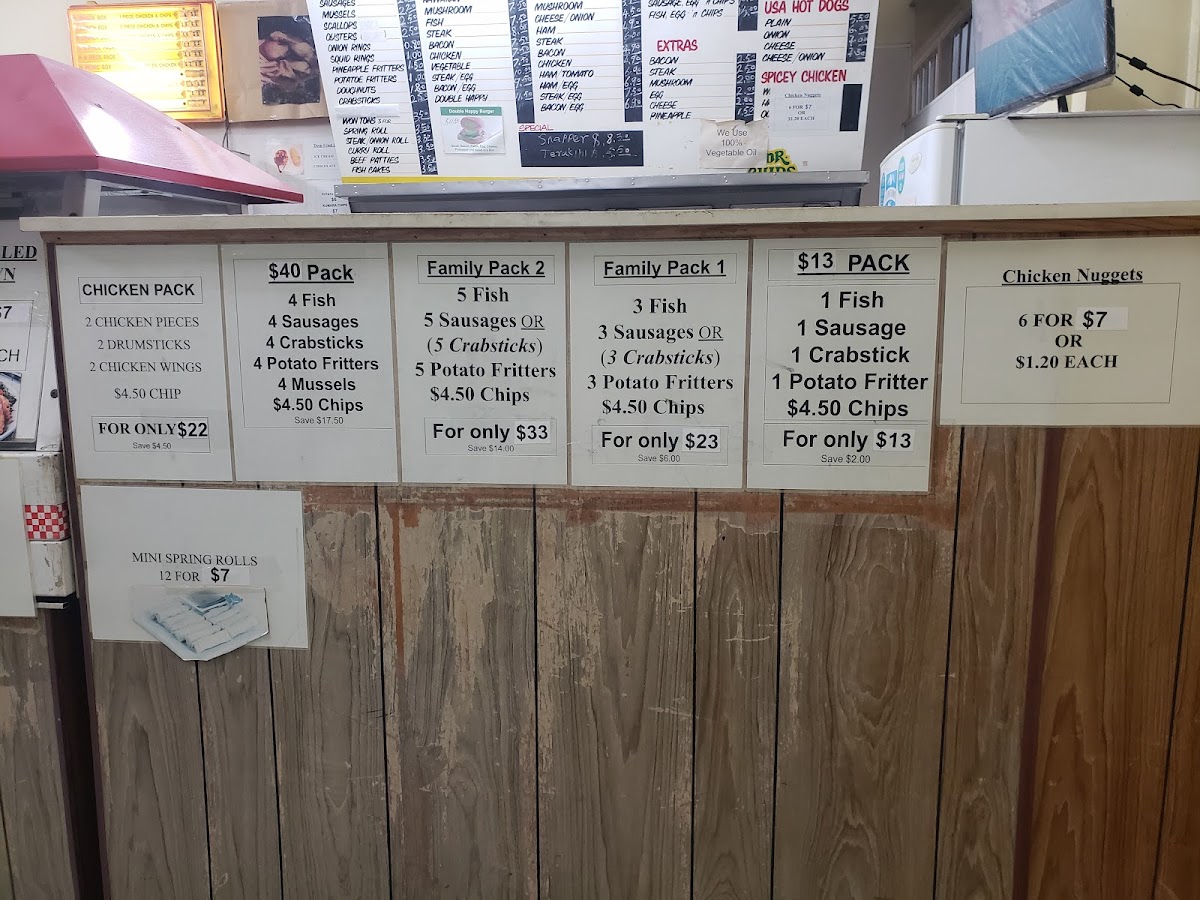 SAUSAGES
MUSSELS
SCALLOPS
OYSTERS
ONION RINGS
SQUID RINGS
PINEAPPLE FRITTERS
POTATOE FRITTERS
DOUGHNUTS
CRABSTICKS
WON TONS 3 FOR
SPRING ROLL
STEAK ONION ROLL
CURRY ROLL
BEEF PATTIES
FISH CAKES
MUSHROOM
FISH
STEAK
BACON
CHICKEN
VEGETABLE
STEAK, EGG
BACON, EGG
DOUBLE HAPPY
Double Happy Burger
MUSHROOM
CHEESE/ONION
HAM
STEAK
BACON
CHICKEN
HAM TOMATO
HAM, EGG
STEAK, EGG
BACON, EGG
SPECIAL
FISH, EGG 'n' CHIPS
EXTRAS
BACON
STEAK
MUSHROOM
EGG
CHEESE
PINEAPPLE
We Use
100%
Vegetable Oil
USA HOT DOGS
PLAIN
ONION
CHEESE
CHEESE/ONION
SPICEY CHICKEN
Chicken Nuggets
6 FOR $7
OR
$1.20 EACH
CHICKEN PACK
2 CHICKEN PIECES
2 DRUMSTICKS
2 CHICKEN WINGS
$4.50 CHIP
FOR ONLY $22
Save $4.50
$40 Pack
4 Fish
4 Sausages
4 Crabsticks
4 Potato Fritters
4 Mussels
$4.50 Chips
Save $17.50
Family Pack 2
5 Fish
5 Sausages OR
(5 Crabsticks)
5 Potato Fritters
$4.50 Chips
For only $33
Save $14.00
Family Pack 1
3 Fish
3 Sausages OR
(3 Crabsticks)
3 Potato Fritters
$4.50 Chips
For only $23
Save $6.00
$13 PACK
1 Fish
1 Sausage
1 Crabstick
1 Potato Fritter
$4.50 Chips
For only $13
Save $2.00
Chicken Nuggets
6 FOR $7
OR
$1.20 EACH
MINI SPRING ROLLS
12 FOR $7